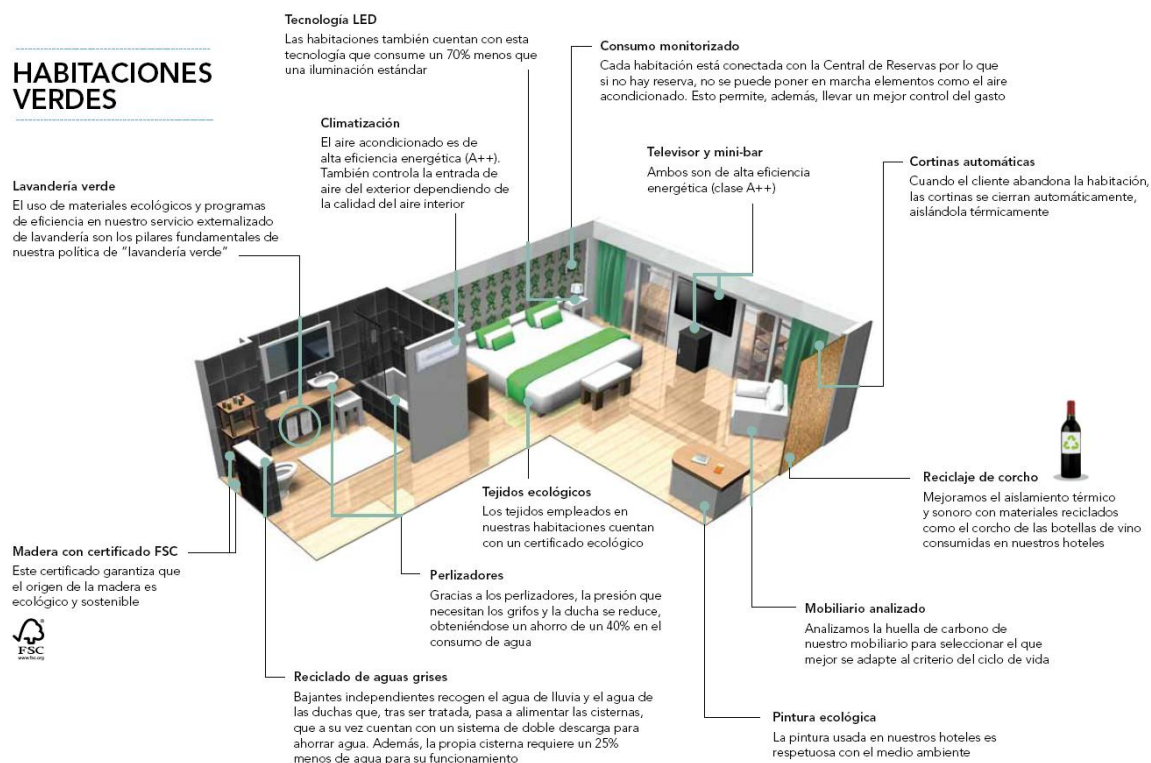 HABITACIONES
VERDES
Tecnología LED
Las habitaciones también cuentan con esta
tecnología que consume un 70% menos que
una iluminación estándar
Consumo monitorizado
Cada habitación está conectada con la Central de Reservas por lo que
si no hay reserva, no se puede poner en marcha elementos como el aire
acondicionado. Esto permite, además, llevar un mejor control del gasto
Climatización
El aire acondicionado es de
alta eficiencia energética (A++).
También controla la entrada de
aire del exterior dependiendo de
la calidad del aire interior
Televisor y mini-bar
Ambos son de alta eficiencia
energética (clase A++)
Cortinas automáticas
Cuando el cliente abandona la habitación,
las cortinas se cierran automáticamente,
aislándola térmicamente
Lavandería verde
El uso de materiales ecológicos y programas
de eficiencia en nuestro servicio externalizado
de lavandería son los pilares fundamentales de
nuestra política de "lavandería verde"
Reciclaje de corcho
Mejoramos el aislamiento térmico
y sonoro con materiales reciclados
como el corcho de las botellas de vino
consumidas en nuestros hoteles
Tejidos ecológicos
Los tejidos empleados en
nuestras habitaciones cuentan
con un certificado ecológico
Madera con certificado FSC
Este certificado garantiza que
el origen de la madera es
ecológico y sostenible
FSC
www.fsc.org
Perlizadores
Gracias a los perlizadores, la presión que
necesitan los grifos y la ducha se reduce,
obteniéndose un ahorro de un 40% en el
consumo de agua
Mobiliario analizado
Analizamos la huella de carbono de
nuestro mobiliario para seleccionar el que
mejor se adapte al criterio del ciclo de vida
Reciclado de aguas grises
Bajantes independientes recogen el agua de lluvia y el agua de
las duchas que, tras ser tratada, pasa a alimentar las cisternas,
que a su vez cuentan con un sistema de doble descarga para
ahorrar agua. Además, la propia cisterna requiere un 25%
menos de agua para su funcionamiento
Pintura ecológica
La pintura usada en nuestros hoteles es
respetuosa con el medio ambiente